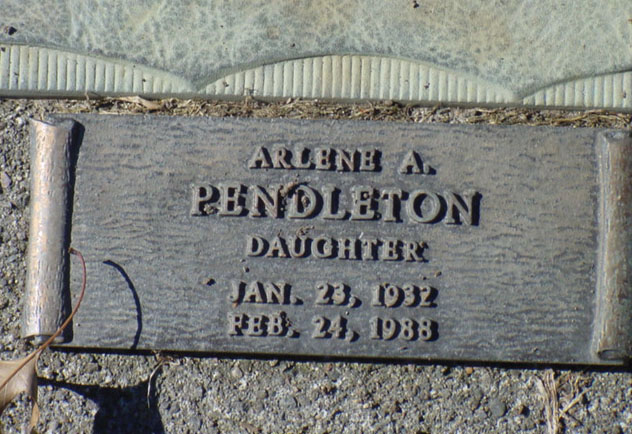 ARLENE A.
PENDLETON
DAUGHTER
JAN. 23, 1932
FEB. 24, 1988